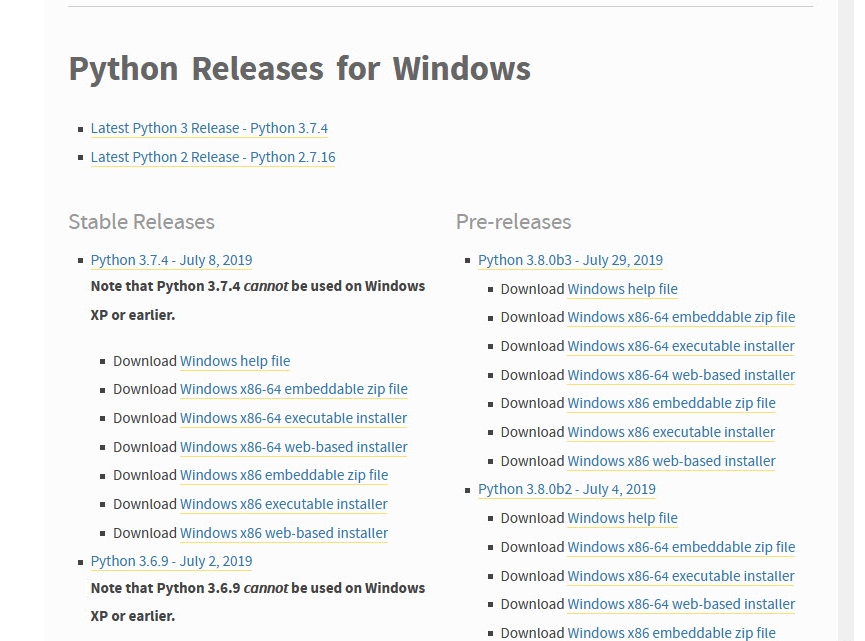 Python Releases for Windows
Latest Python 3 Release - Python 3.7.4
Latest Python 2 Release - Python 2.7.16
Stable Releases
Python 3.7.4 - July 8, 2019
Note that Python 3.7.4 cannot be used on Windows
XP or earlier.
Download Windows help file
Download Windows x86-64 embeddable zip file
Download Windows x86-64 executable installer
Download Windows x86-64 web-based installer
Download Windows x86 embeddable zip file
Download Windows x86 executable installer
Download Windows x86 web-based installer
Python 3.6.9 - July 2, 2019
Note that Python 3.6.9 cannot be used on Windows
XP or earlier.
Pre-releases
Python 3.8.0b3 - July 29, 2019
Download Windows help file
Download Windows x86-64 embeddable zip file
Download Windows x86-64 executable installer
Download Windows x86-64 web-based installer
Download Windows x86 embeddable zip file
Download Windows x86 executable installer
Download Windows x86 web-based installer
Python 3.8.0b2 - July 4, 2019
Download Windows help file
Download Windows x86-64 embeddable zip file
Download Windows x86-64 executable installer
Download Windows x86-64 web-based installer
Download Windows x86 embeddable zip file